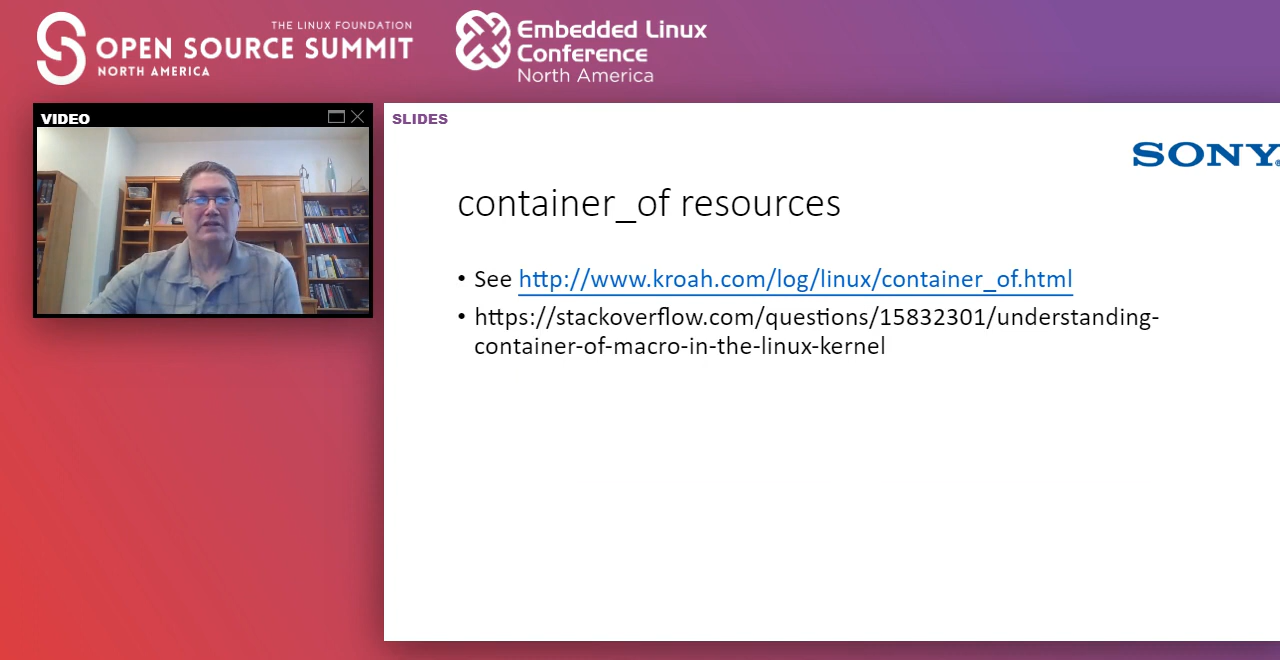 THE LINUX FOUNDATION
OPEN SOURCE SUMMIT
NORTH AMERICA
Embedded Linux
Conference
North America
VIDEO
SLIDES
SONY
container_of resources
• See http://www.kroah.com/log/linux/container_of.html
• https://stackoverflow.com/questions/15832301/understanding-
container-of-macro-in-the-linux-kernel